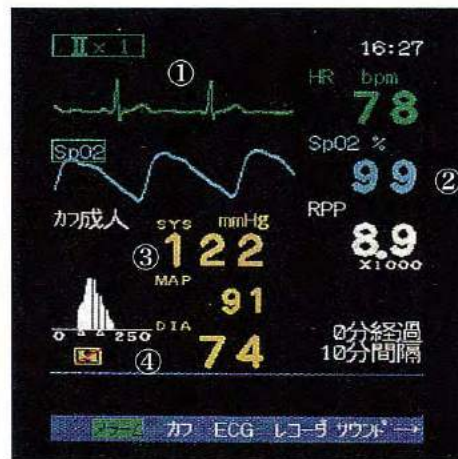 Ⅱ×1 16:27
①
HR bpm
78
SpO2
SpO2 %
99 ②
カフ成人 SYS mmHg
③ 122
RPP
8.9
X1000
MAP
91
0 250
DIA
④ 74
0分経過
10分間隔
アラーム カフ ECG レコーダ サウンド →